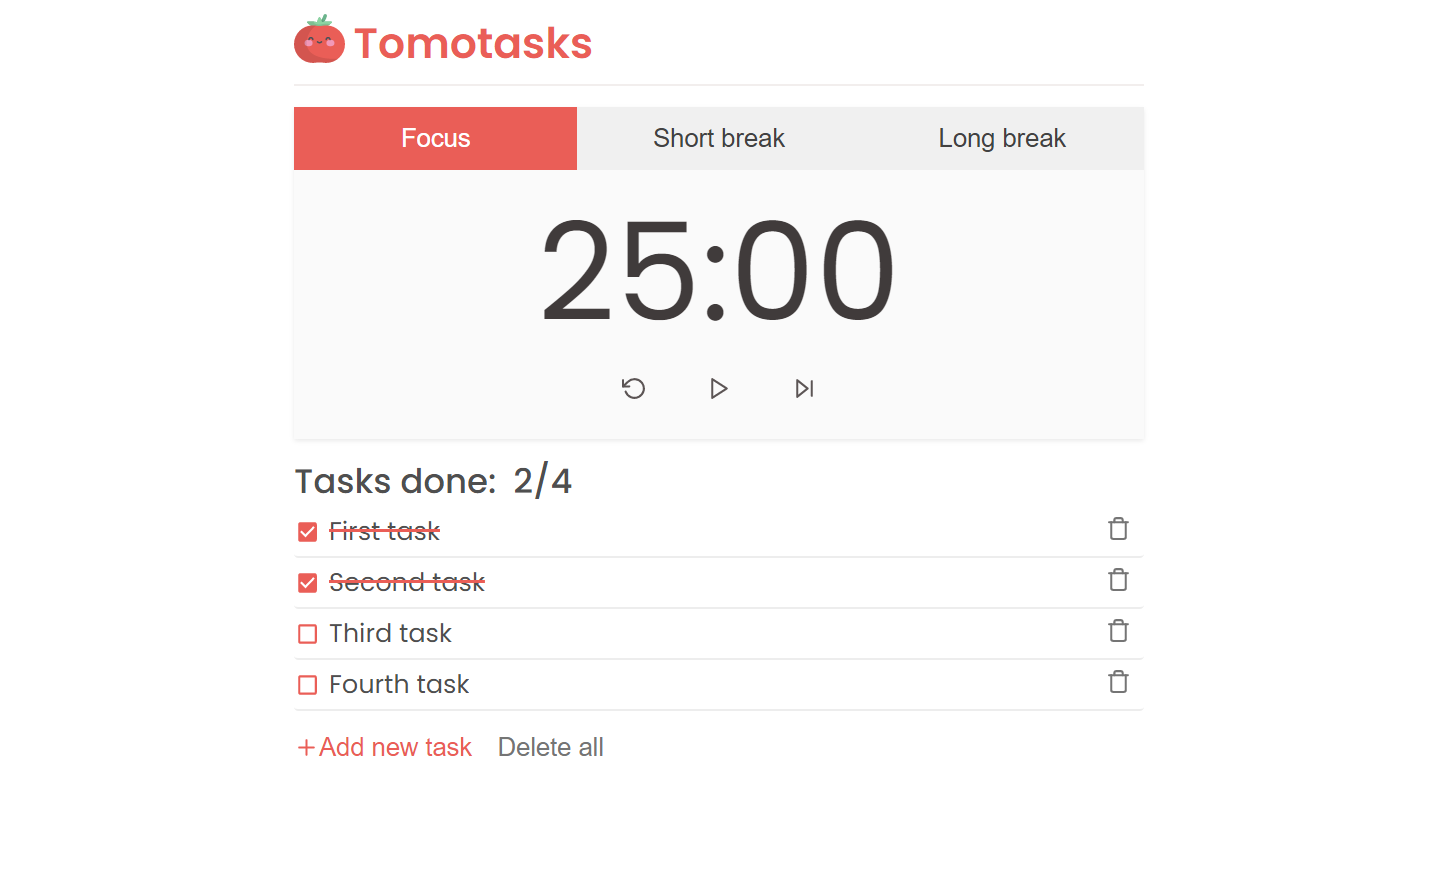 Tomotasks
Focus Short break Long break
25:00
Tasks done: 2/4
First task
Second task
Third task
Fourth task
+Add new task Delete all